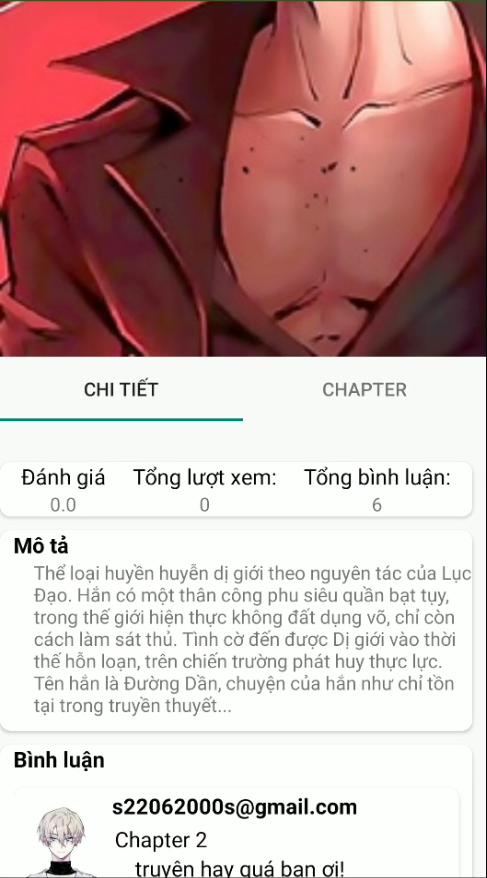 CHI TIẾT CHAPTER
Đánh giá Tổng lượt xem: Tổng bình luận:
0.0 0 6
Mô tả
Thể loại huyền huyễn dị giới theo nguyên tác của Lục
Đạo. Hắn có một thân công phu siêu quần bạt tụy,
trong thế giới hiện thực không đất dụng võ, chỉ còn
cách làm sát thủ. Tình cờ đến được Dị giới vào thời
thế hỗn loạn, trên chiến trường phát huy thực lực.
Tên hắn là Đường Dần, chuyện của hắn như chỉ tồn
tại trong truyền thuyết...
Bình luận
s22062000s@gmail.com
Chapter 2
truyện hay quá bạn ơi!